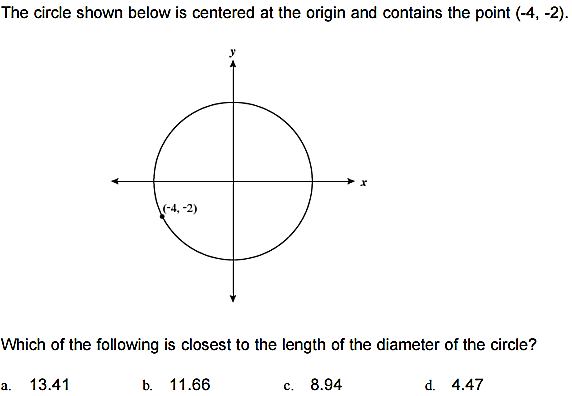 The circle shown below is centered at the origin and contains the point (-4, -2).
y
x
(-4, -2)
Which of the following is closest to the length of the diameter of the circle?
a. 13.41 b. 11.66 c. 8.94 d. 4.47